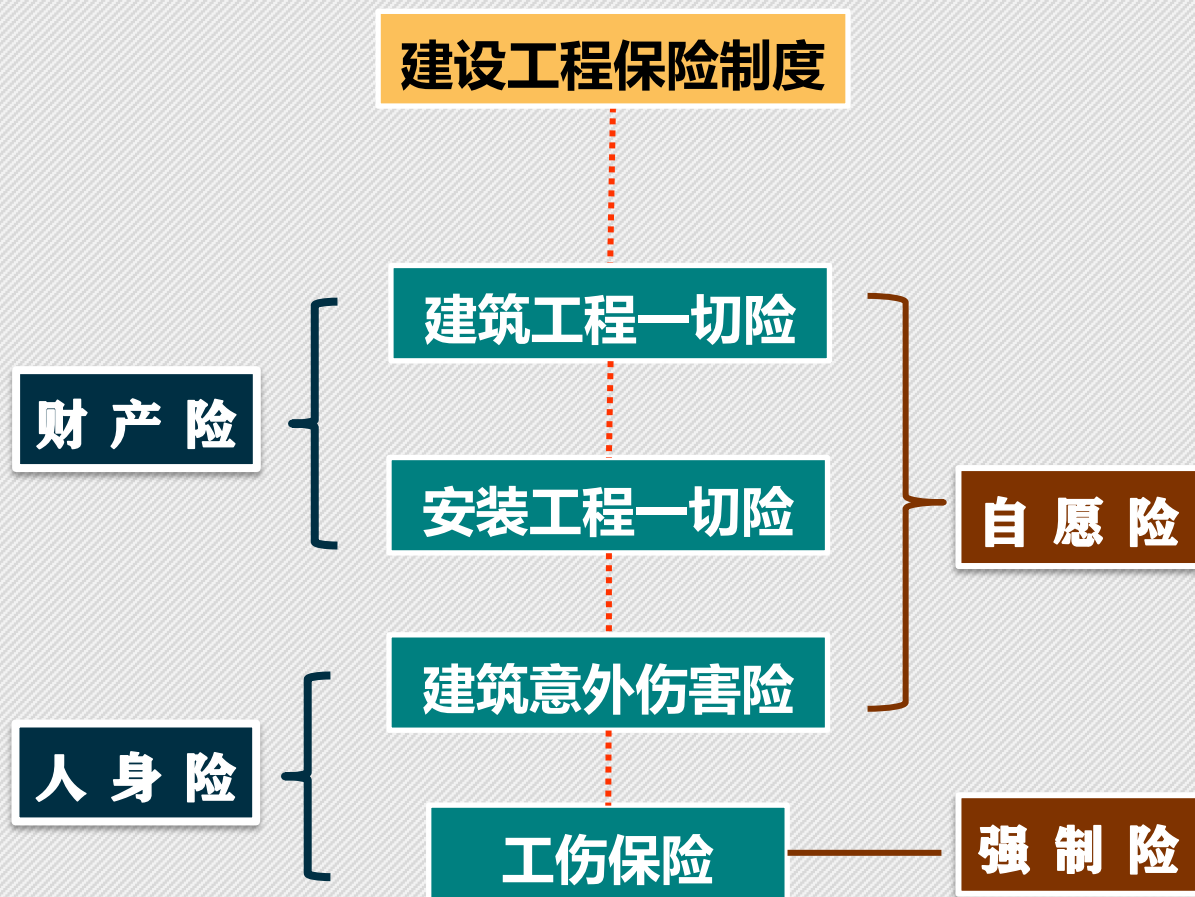 建设工程保险制度
建筑工程一切险
财产险
安装工程一切险
自愿险
建筑意外伤害险
人身险
工伤保险
强制险